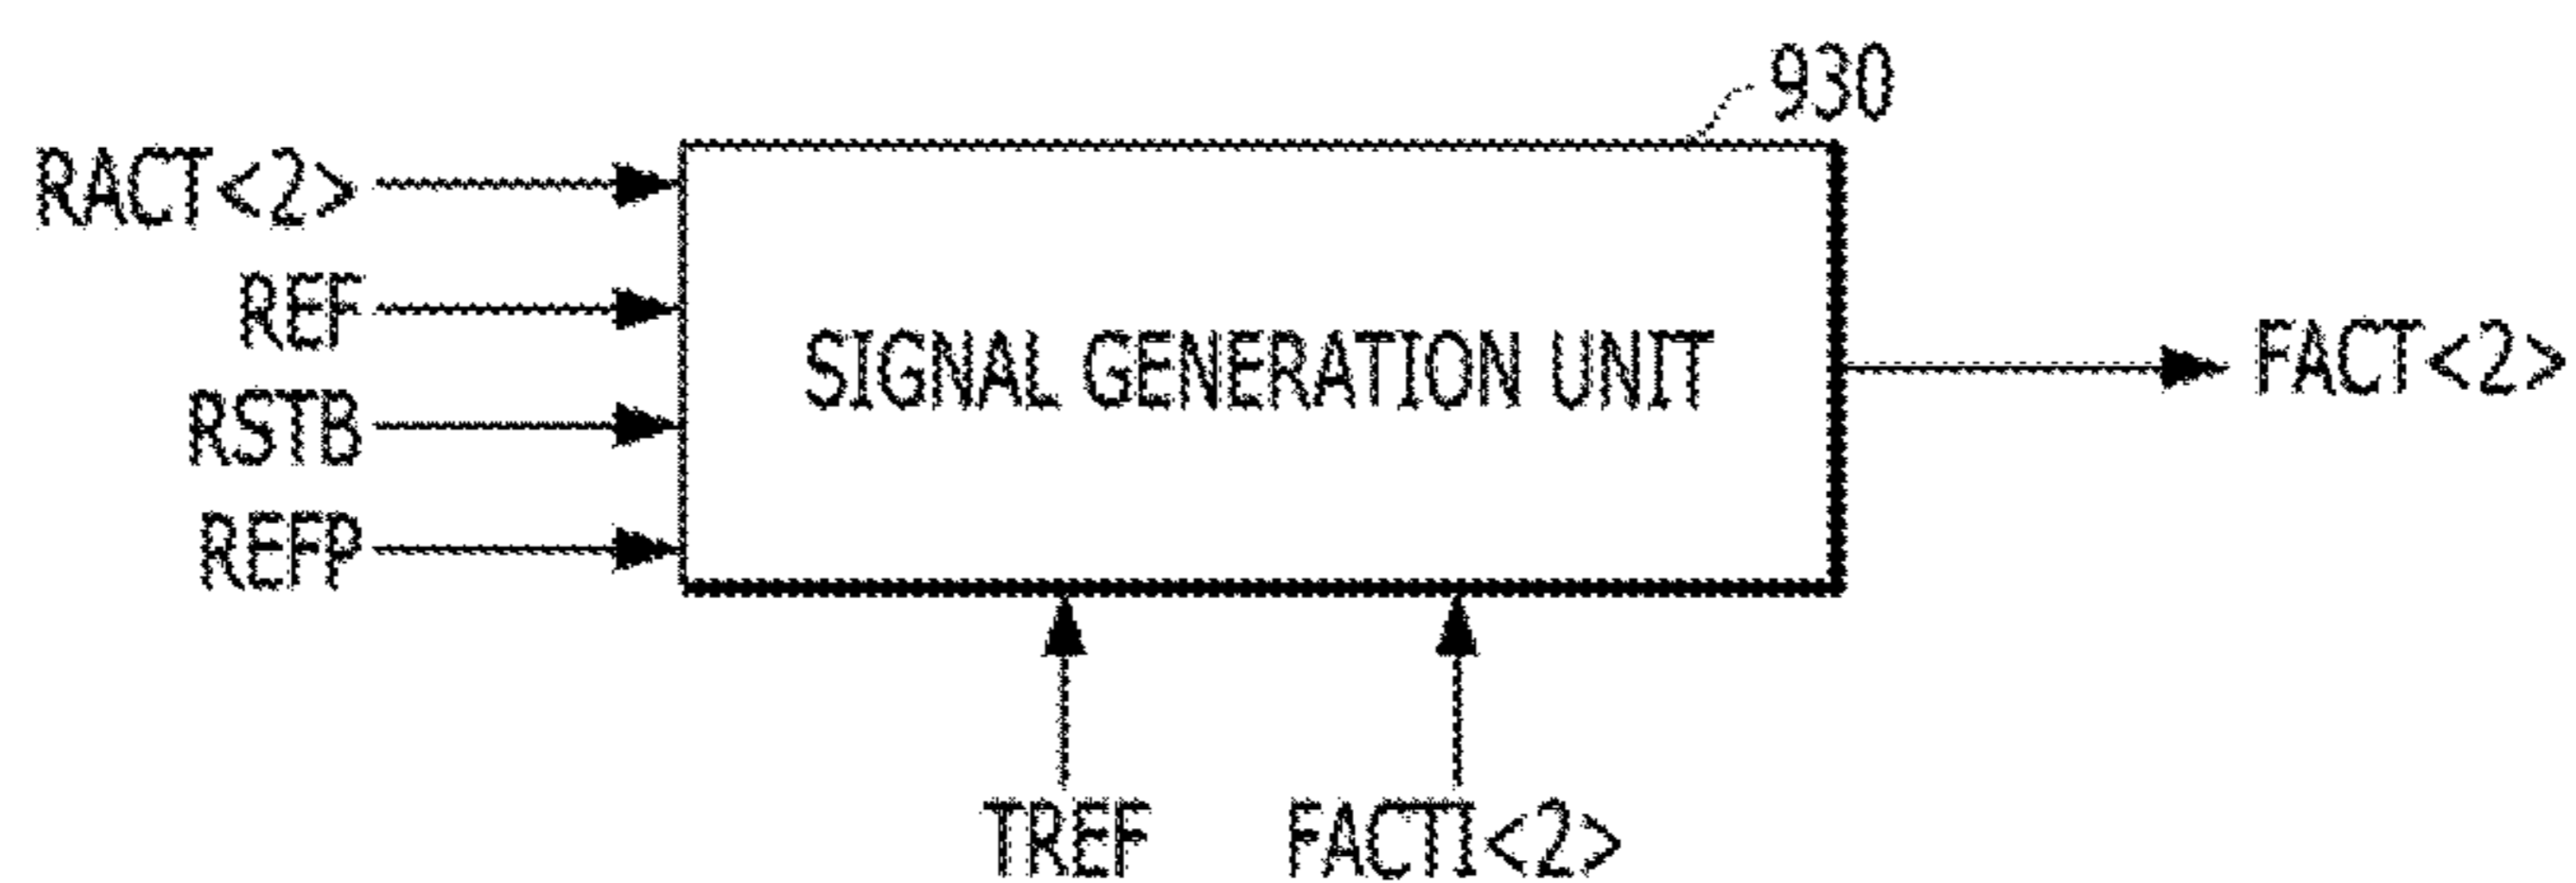 930
RACT<2>
REF
SIGNAL GENERATION UNIT
FACT<2>
RSTB
REFP
TREF
FACTI<2>